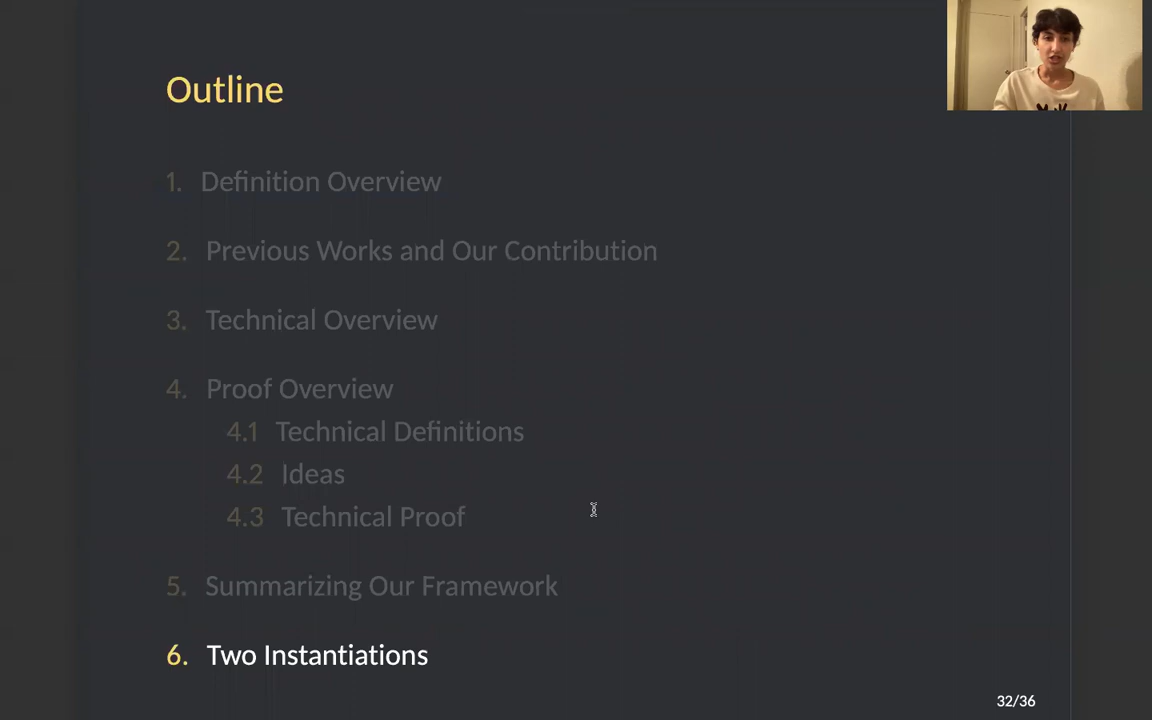 Outline
1. Definition Overview
2. Previous Works and Our Contribution
3. Technical Overview
4. Proof Overview
4.1 Technical Definitions
4.2 Ideas
4.3 Technical Proof
5. Summarizing Our Framework
6. Two Instantiations
32/36